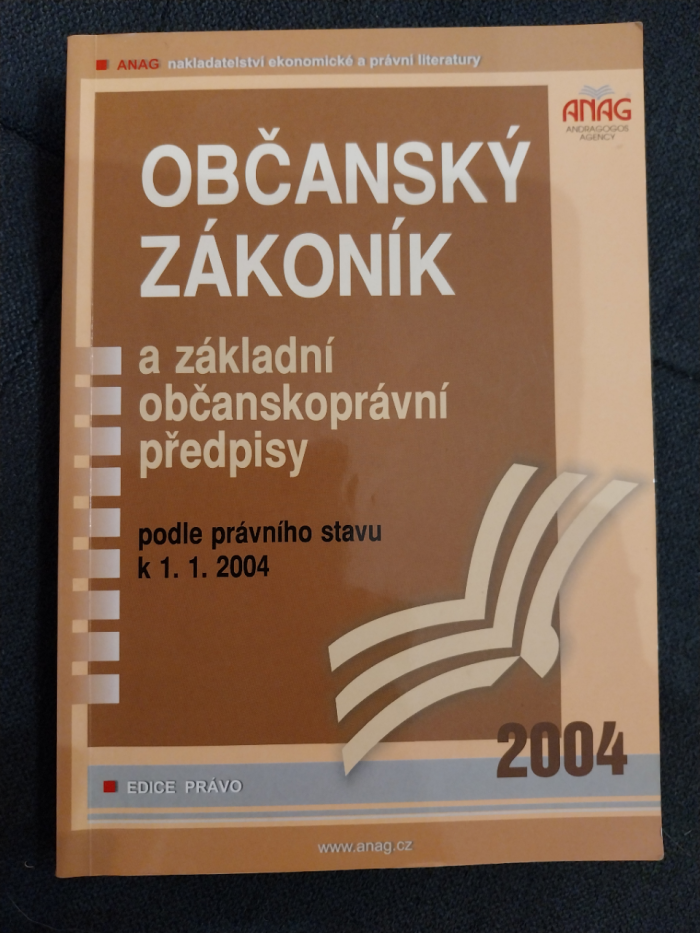 ANAG nakladatelství ekonomické a právní literatury
ANAG
ANDRAGOGOS
AGENCY
OBČANSKÝ
ZÁKONÍK
a základní
občanskoprávní
předpisy
podle právního stavu
k 1. 1. 2004
2004
EDICE PRÁVO
www.anag.cz